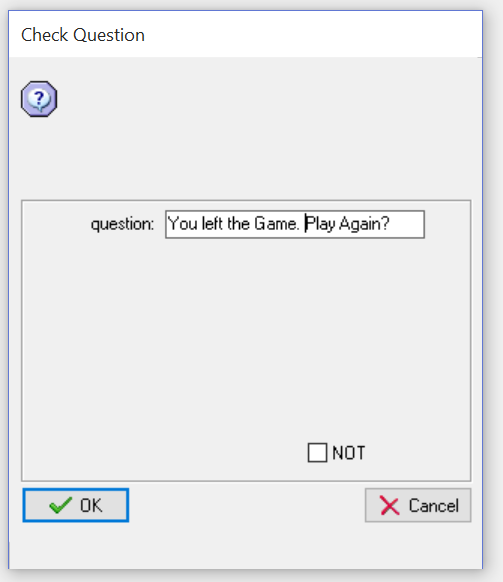 Check Question
question: You left the Game. Play Again?
NOT
OK Cancel